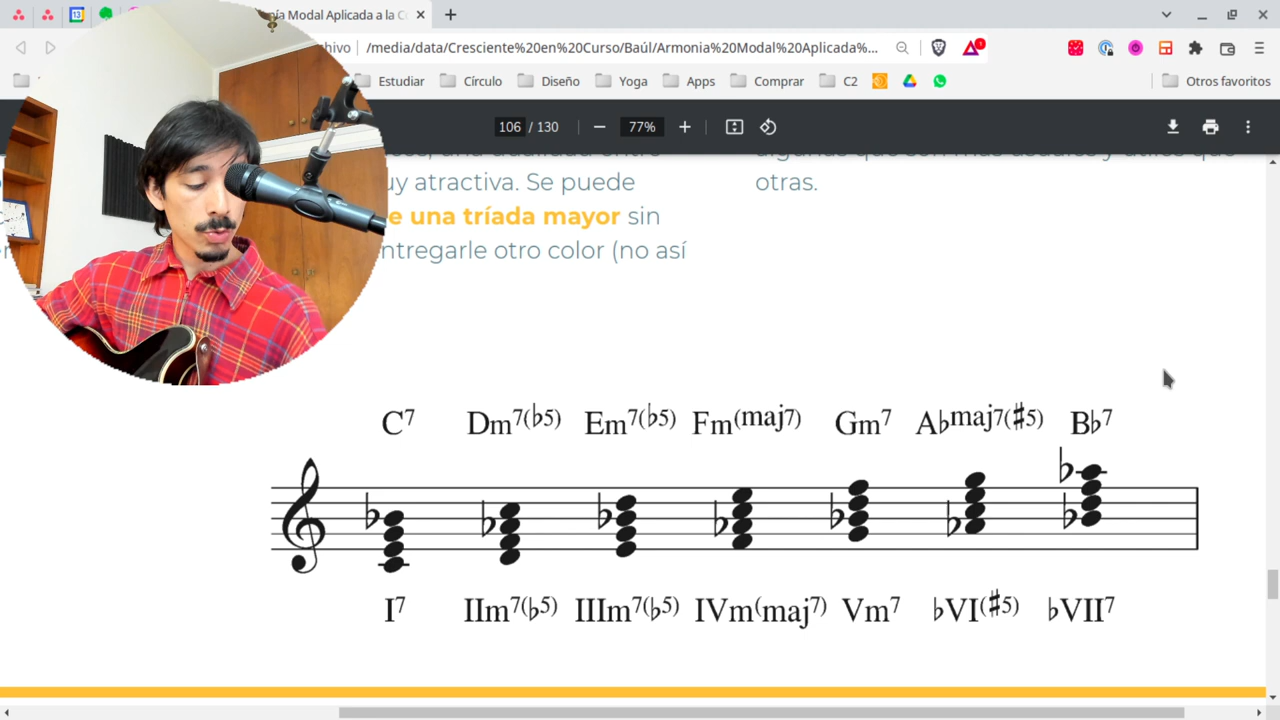 nía Modal Aplicada a la C
chivo /media/data/Cresciente%20en%20Curso/Baúl/Armonia%20Modal%20Aplicada%...
Estudiar Círculo Diseño Yoga Apps Comprar C2 Otros favoritos
106 / 130 77%
uy atractiva. Se puede
otras.
e una tríada mayor sin
ntregarle otro color (no así
C7 Dm7(♭5) Em7(♭5) Fm(maj7) Gm7 A♭maj7(♯5) B♭7
I7 IIm7(♭5) IIIm7(♭5) IVm(maj7) Vm7 ♭VI(♯5) ♭VII7